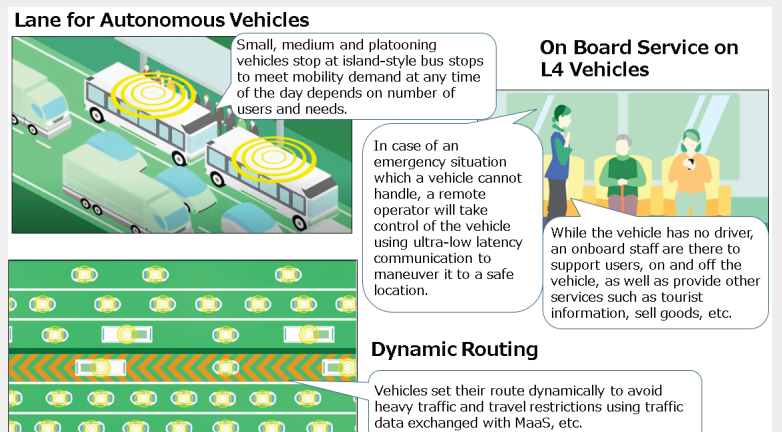 Lane for Autonomous Vehicles
Small, medium and platooning
vehicles stop at island-style bus stops
to meet mobility demand at any time
of the day depends on number of
users and needs.
On Board Service on
L4 Vehicles
In case of an
emergency situation
which a vehicle cannot
handle, a remote
operator will take
control of the vehicle
using ultra-low latency
communication to
maneuver it to a safe
location.
While the vehicle has no driver,
an onboard staff are there to
support users, on and off the
vehicle, as well as provide other
services such as tourist
information, sell goods, etc.
Dynamic Routing
Vehicles set their route dynamically to avoid
heavy traffic and travel restrictions using traffic
data exchanged with MaaS, etc.